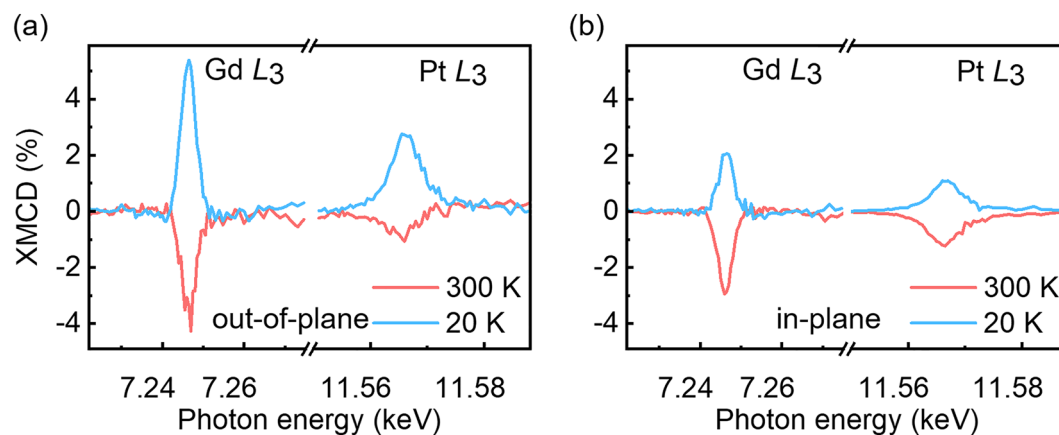 (a)
(b)
XMCD (%)
4
2
0
-2
-4
Gd L3
Pt L3
300 K
out-of-plane
20 K
7.24
7.26
11.56
11.58
Photon energy (keV)
4
2
0
-2
-4
Gd L3
Pt L3
300 K
in-plane
20 K
7.24
7.26
11.56
11.58
Photon energy (keV)